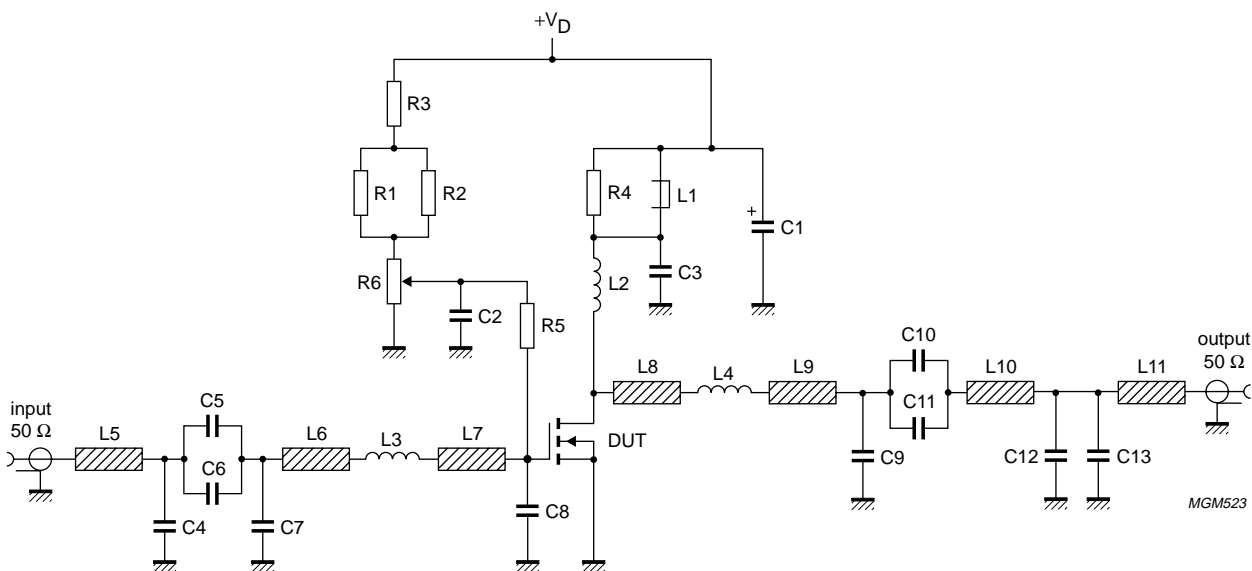 +VD
R3
R1
R2
R4
L1
C1
R6
C2
R5
L2
C3
C10
output
50 Ω
L8
L4
L9
L10
L11
C11
input
50 Ω
C5
L5
L6
L3
L7
DUT
C6
C9
C12
C13
C4
C7
C8
MGM523